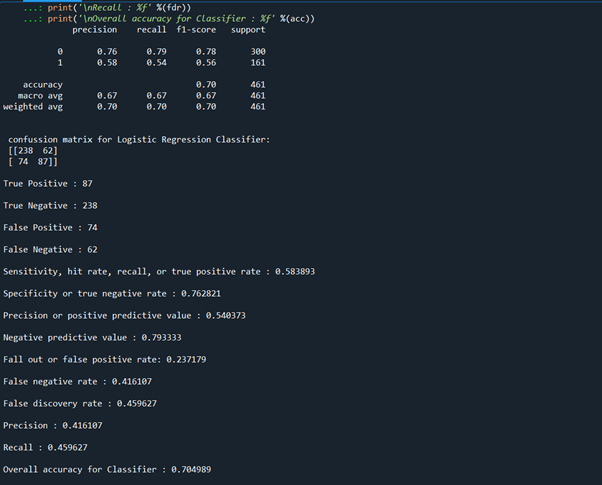 ...: print('\nRecall : %f' %(fdr))
...: print('\nOverall accuracy for Classifier : %f' %(acc))
precision recall f1-score support
0 0.76 0.79 0.78 300
1 0.58 0.54 0.56 161
accuracy 0.70 461
macro avg 0.67 0.67 0.67 461
weighted avg 0.70 0.70 0.70 461
confussion matrix for Logistic Regression Classifier:
[[238 62]
[ 74 87]]
True Positive : 87
True Negative : 238
False Positive : 74
False Negative : 62
Sensitivity, hit rate, recall, or true positive rate : 0.583893
Specificity or true negative rate : 0.762821
Precision or positive predictive value : 0.540373
Negative predictive value : 0.793333
Fall out or false positive rate: 0.237179
False negative rate : 0.416107
False discovery rate : 0.459627
Precision : 0.416107
Recall : 0.459627
Overall accuracy for Classifier : 0.704989